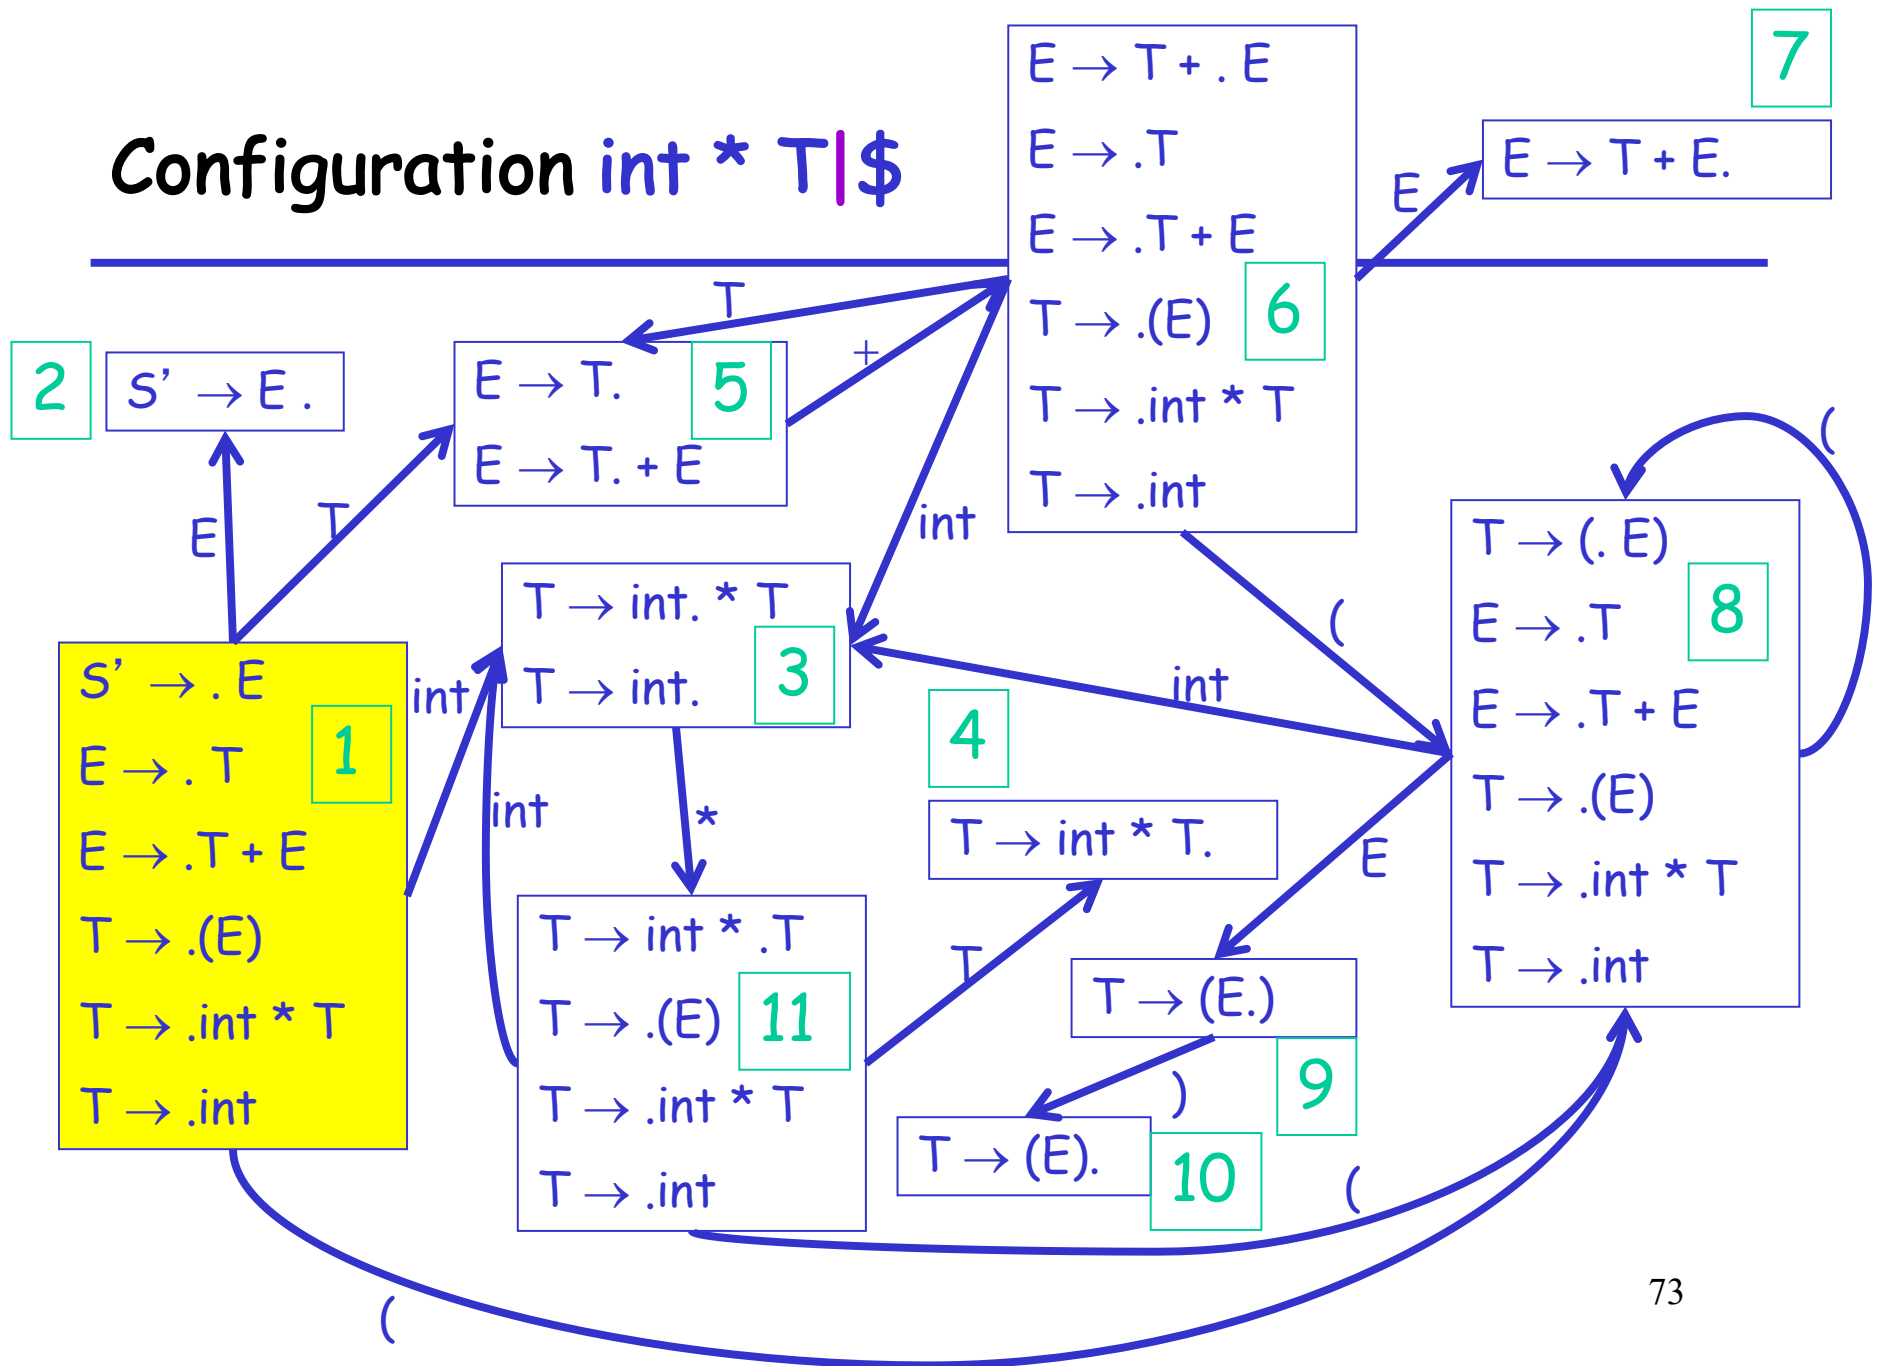 Configuration int * T|$
E → T + . E
E → .T
E → .T + E
T → .(E)
T → .int * T
T → .int
6
7
E → T + E.
E
T
+
int
(
2
S’ → E .
E
T
E → T.
E → T. + E
5
T → int. * T
T → int.
3
S’ → . E
E → . T
E → .T + E
T → .(E)
T → .int * T
T → .int
1
int
int
*
int
4
T → int * T.
T
E
T → int * .T
T → .(E)
T → .int * T
T → .int
11
T → (E.)
9
)
T → (E).
10
T → (. E)
E → .T
E → .T + E
T → .(E)
T → .int * T
T → .int
8
(
(
(
73